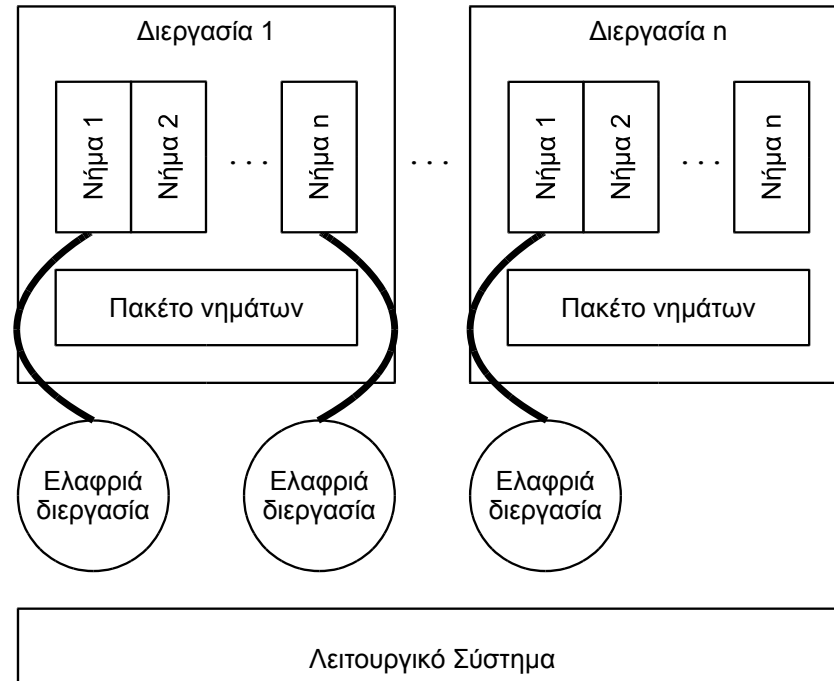 Διεργασία 1
Διεργασία n
Νήμα 1
Νήμα 2
. . .
Νήμα n
. . .
Νήμα 1
Νήμα 2
. . .
Νήμα n
Πακέτο νημάτων
Πακέτο νημάτων
Ελαφριά
διεργασία
Ελαφριά
διεργασία
Ελαφριά
διεργασία
Λειτουργικό Σύστημα